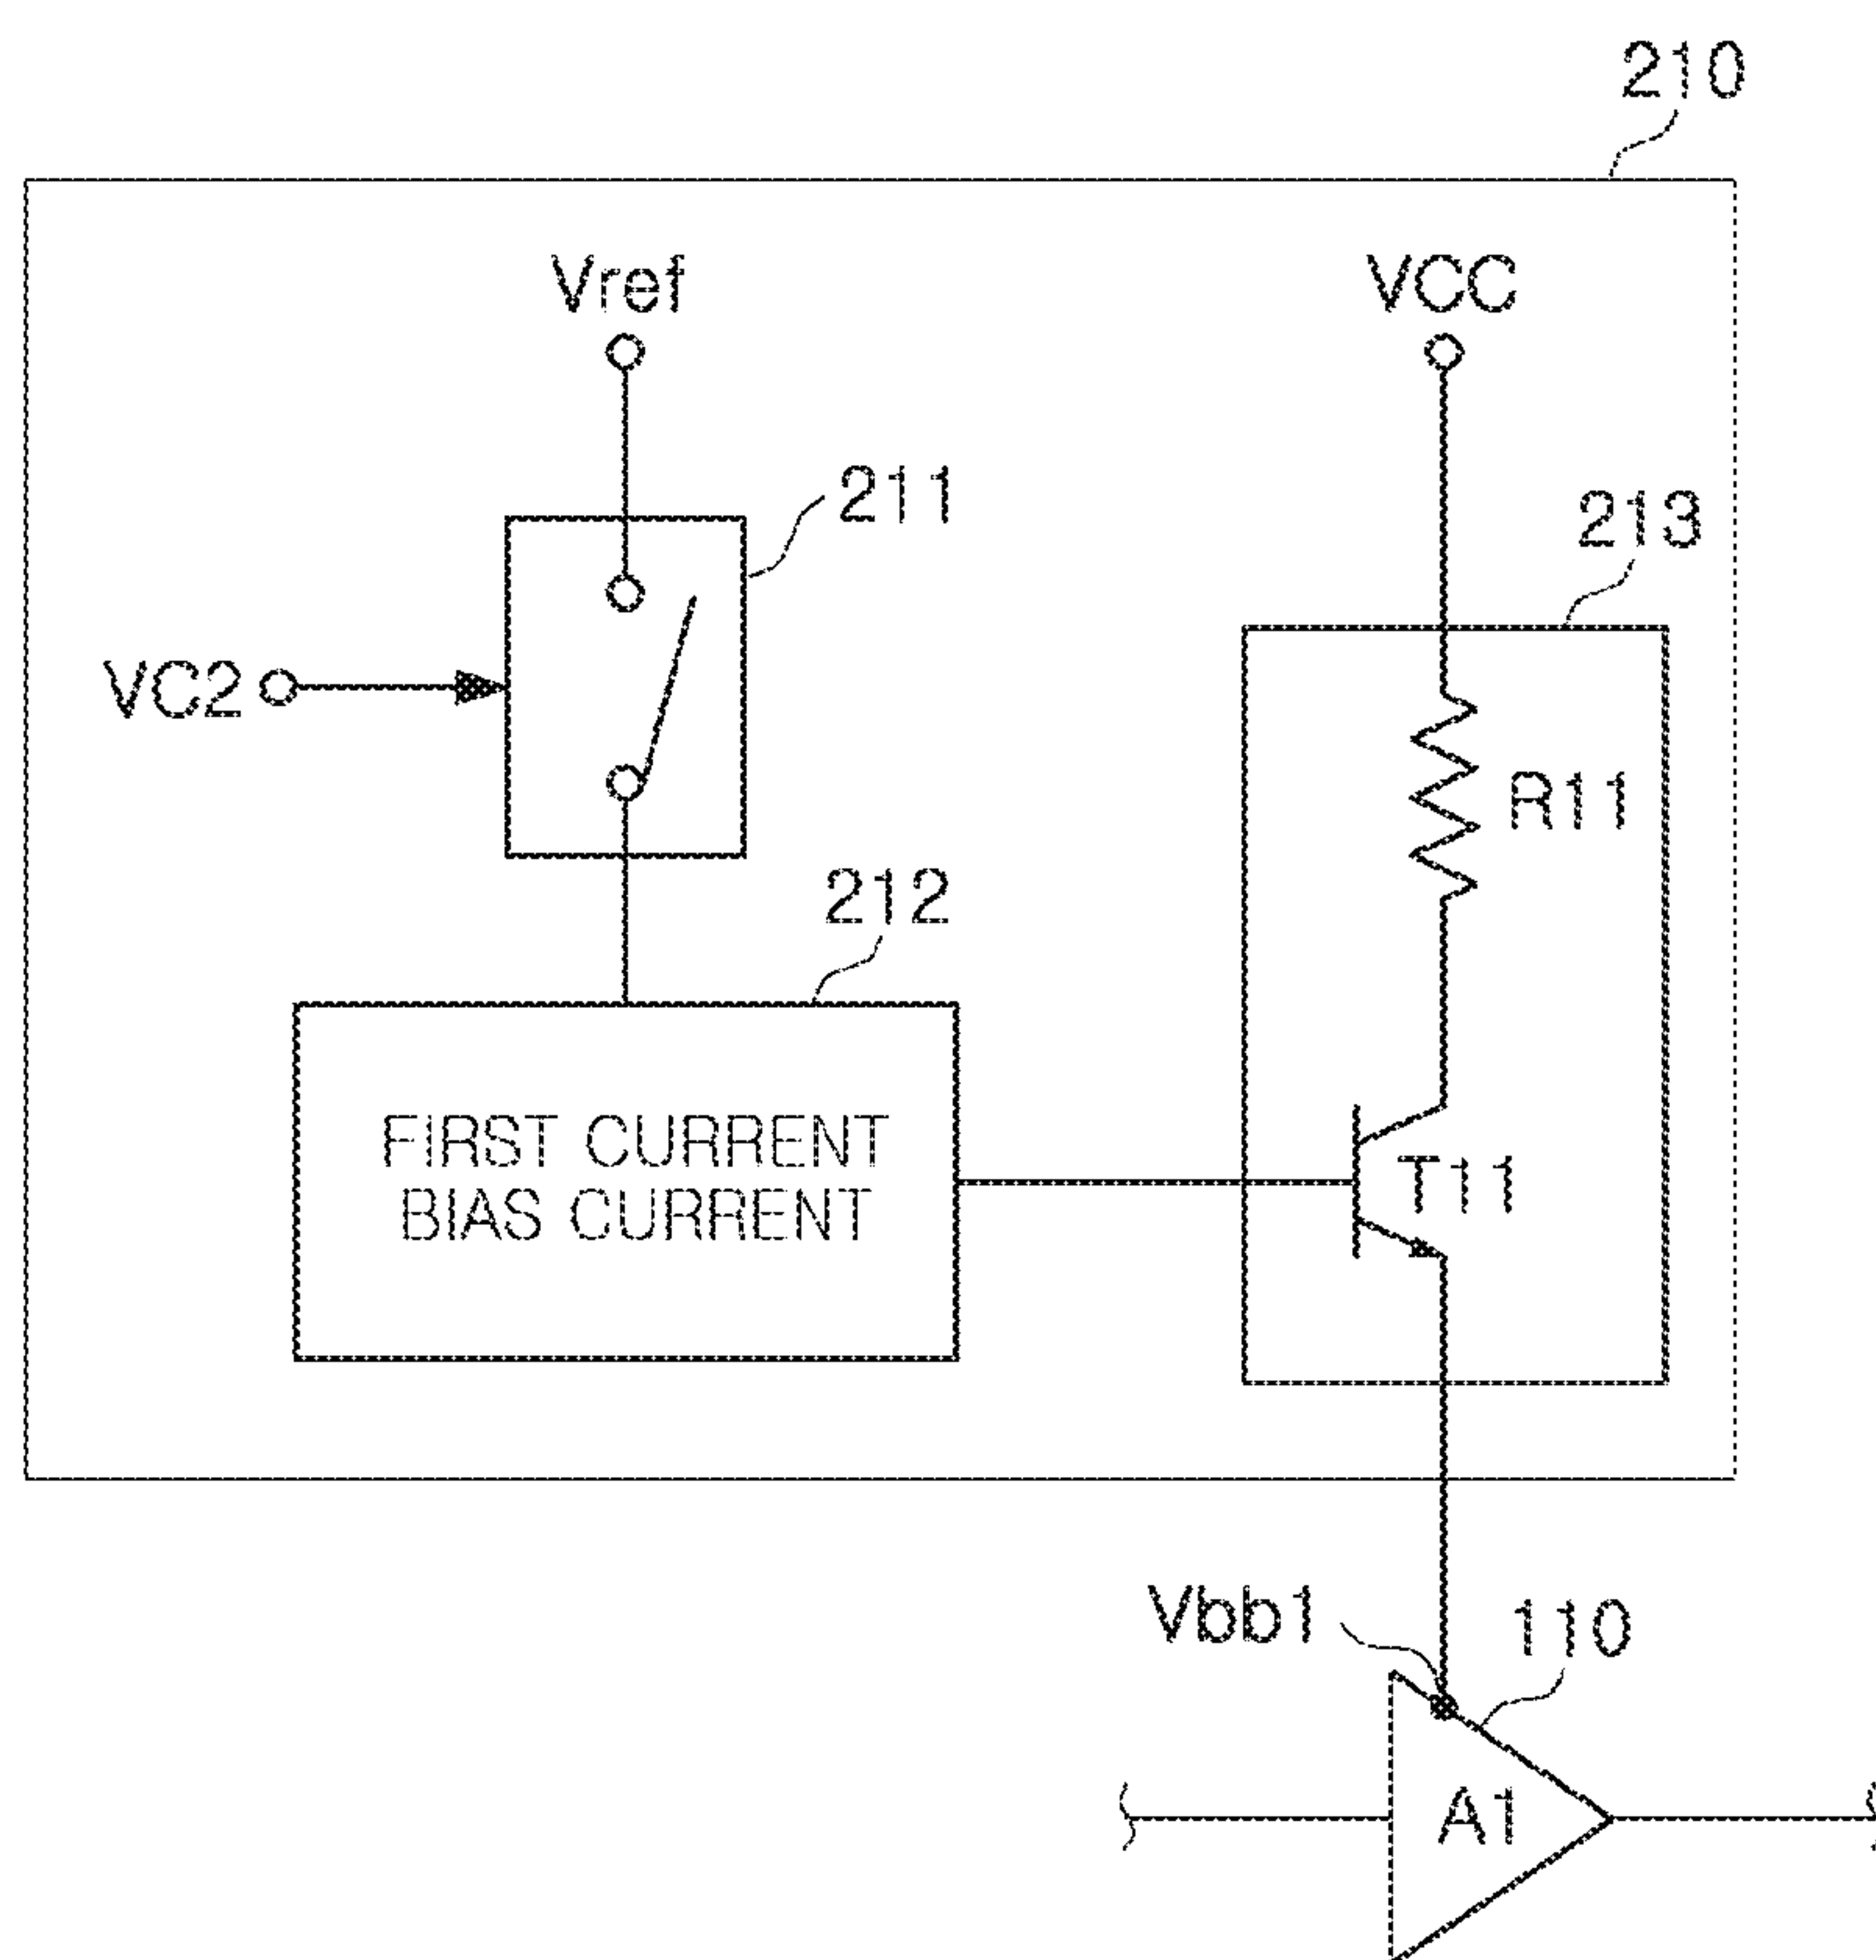 210
Vref
VCC
211
213
VC2
R11
212
FIRST CURRENT
BIAS CURRENT
T11
Vbb1
110
A1